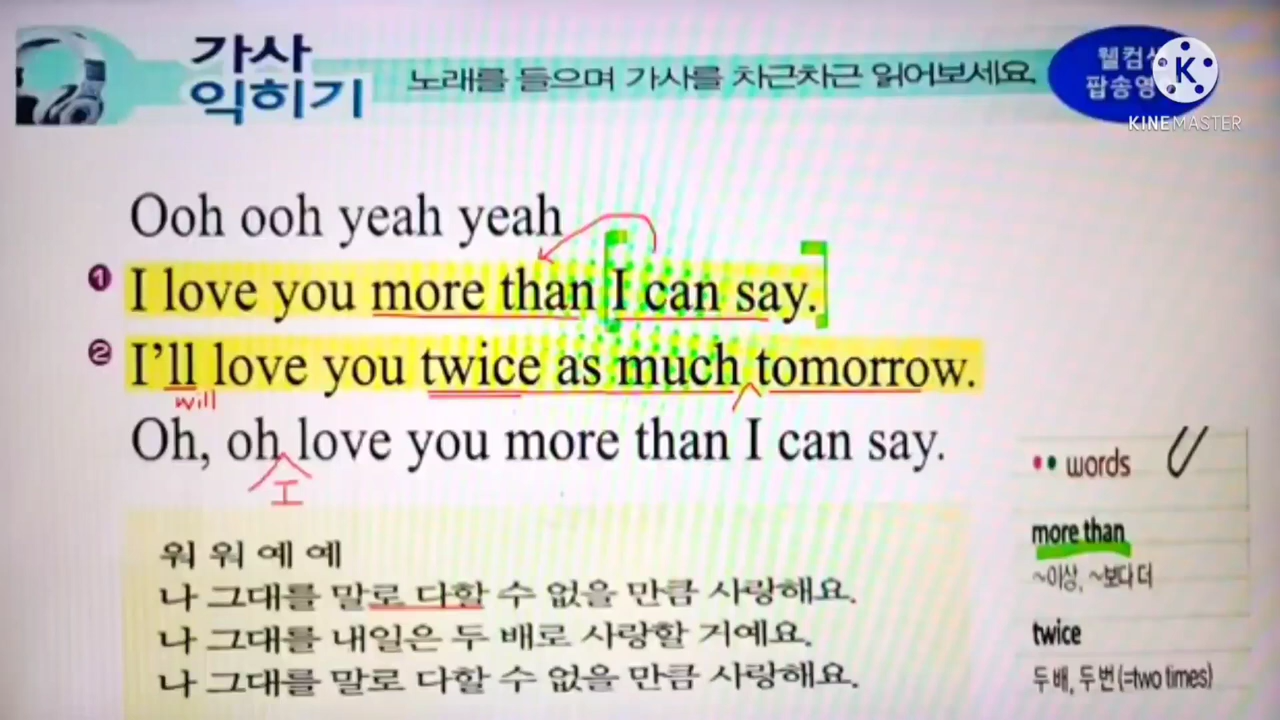 가사
익히기
노래를 들으며 가사를 차근차근 읽어보세요.
웰컴
팝송영
K
KINEMASTER
Ooh ooh yeah yeah
❶ I love you more than [I can say.]
❷ I'll love you twice as much tomorrow.
will
Oh, oh love you more than I can say.
I
워 워 예 예
나 그대를 말로 다할 수 없을 만큼 사랑해요.
나 그대를 내일은 두 배로 사랑할 거예요.
나 그대를 말로 다할 수 없을 만큼 사랑해요.
words
more than
~이상, ~보다 더
twice
두 배, 두 번(=two times)